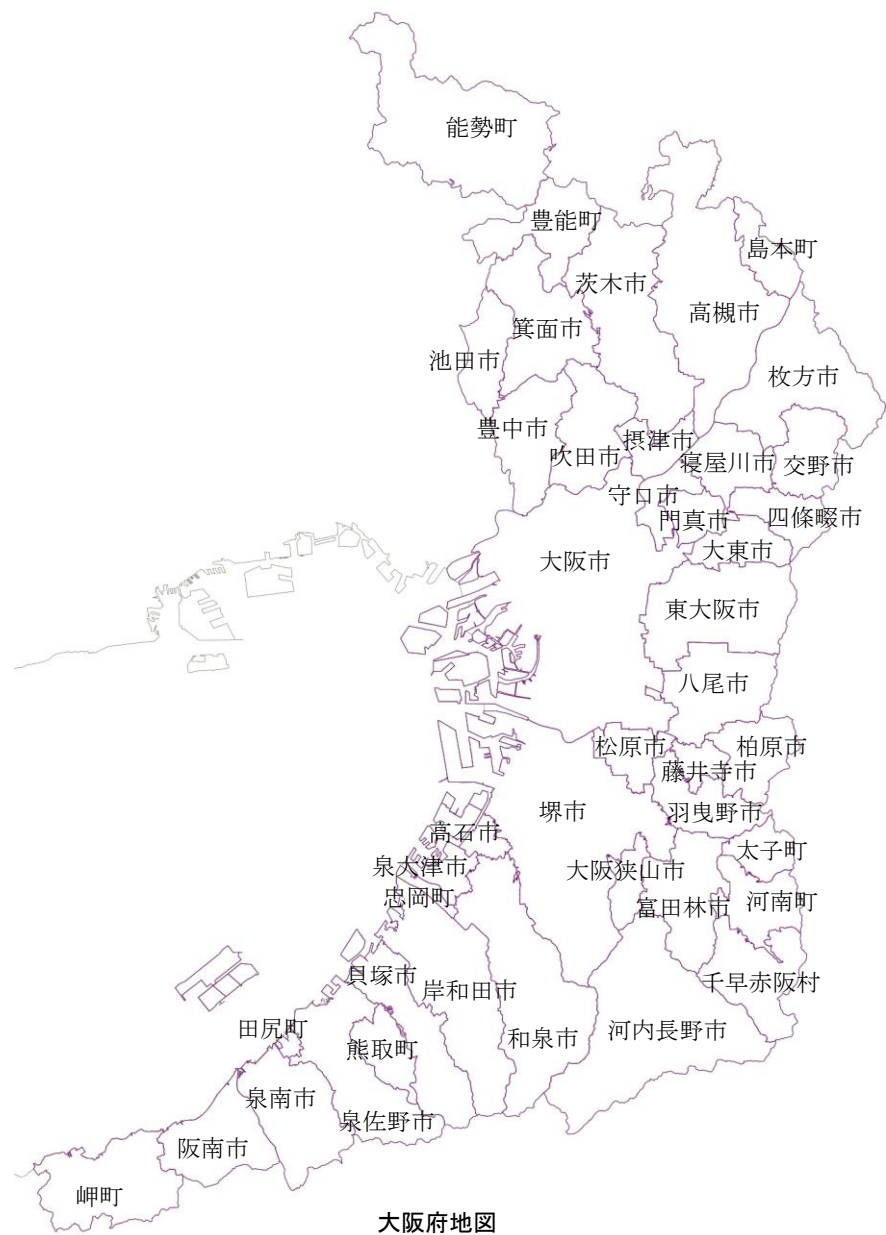 能勢町
豊能町
島本町
茨木市
高槻市
箕面市
池田市
枚方市
豊中市
摂津市
吹田市
寝屋川市
交野市
守口市
門真市
四條畷市
大東市
大阪市
東大阪市
八尾市
松原市
柏原市
藤井寺市
羽曳野市
堺市
高石市
太子町
泉大津市
大阪狭山市
忠岡町
富田林市
河南町
貝塚市
岸和田市
千早赤阪村
田尻町
熊取町
和泉市
河内長野市
泉南市
泉佐野市
阪南市
岬町
大阪府地図